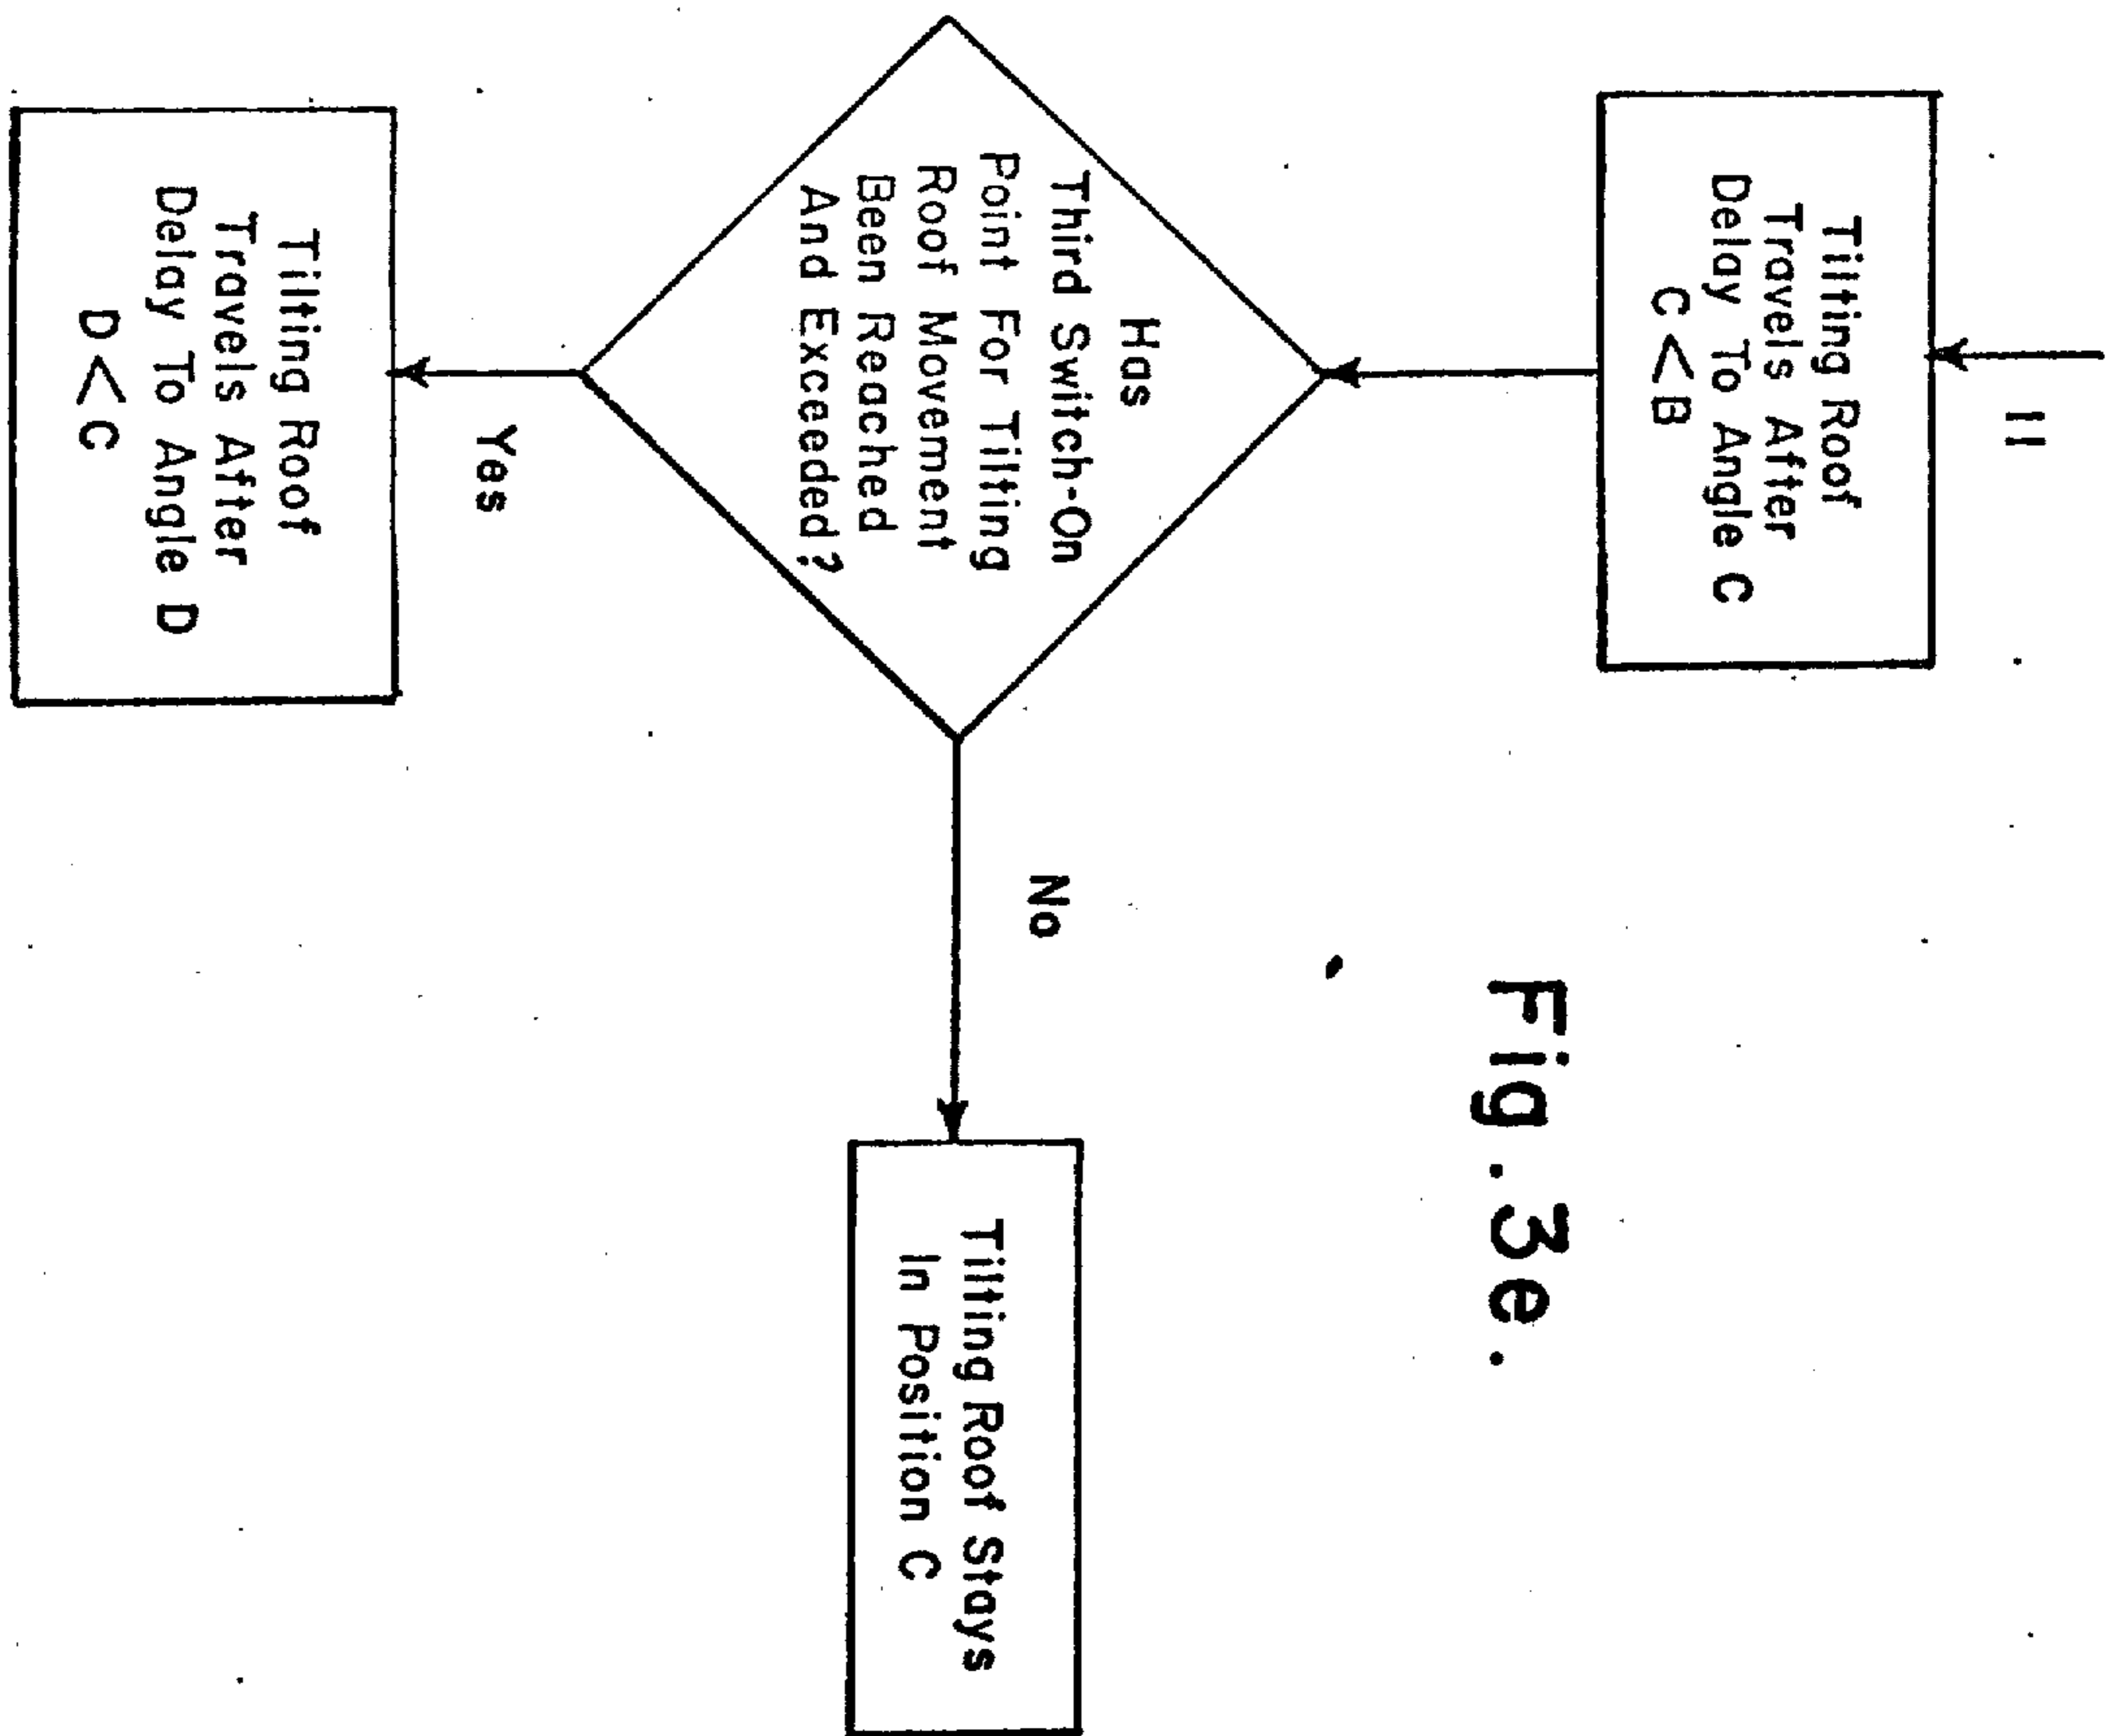 II
Tilting Roof
Travels After
Delay To Angle C
C<B
Fig.3e.
Has
Third Switch-On
Point For Tilting
Roof Movement
Been Reached
And Exceeded?
No
Tilting Roof Stays
In Position C
Yes
Tilting Roof
Travels After
Delay To Angle D
D<C